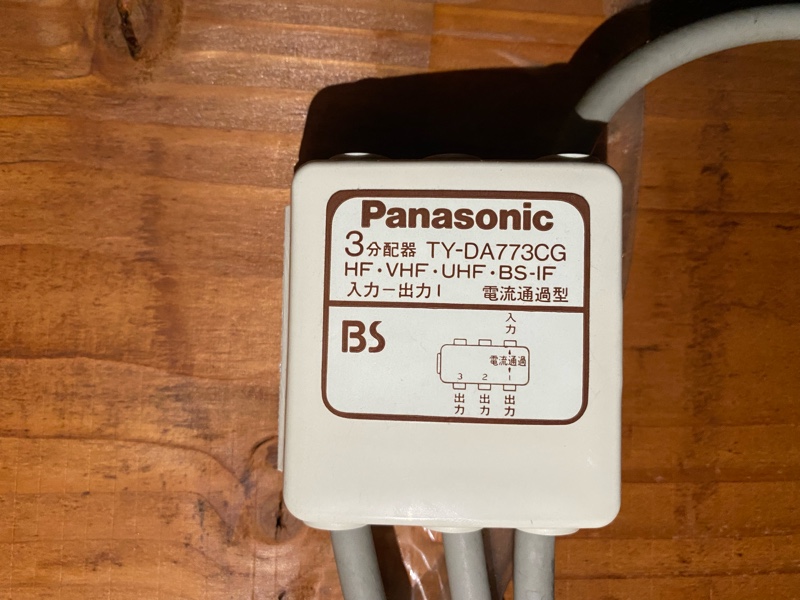 Panasonic
3分配器 TY-DA773CG
HF・VHF・UHF・BS-IF
入力ー出力1 電流通過型
BS
入力
電流通過
3 2 1
出力 出力 出力